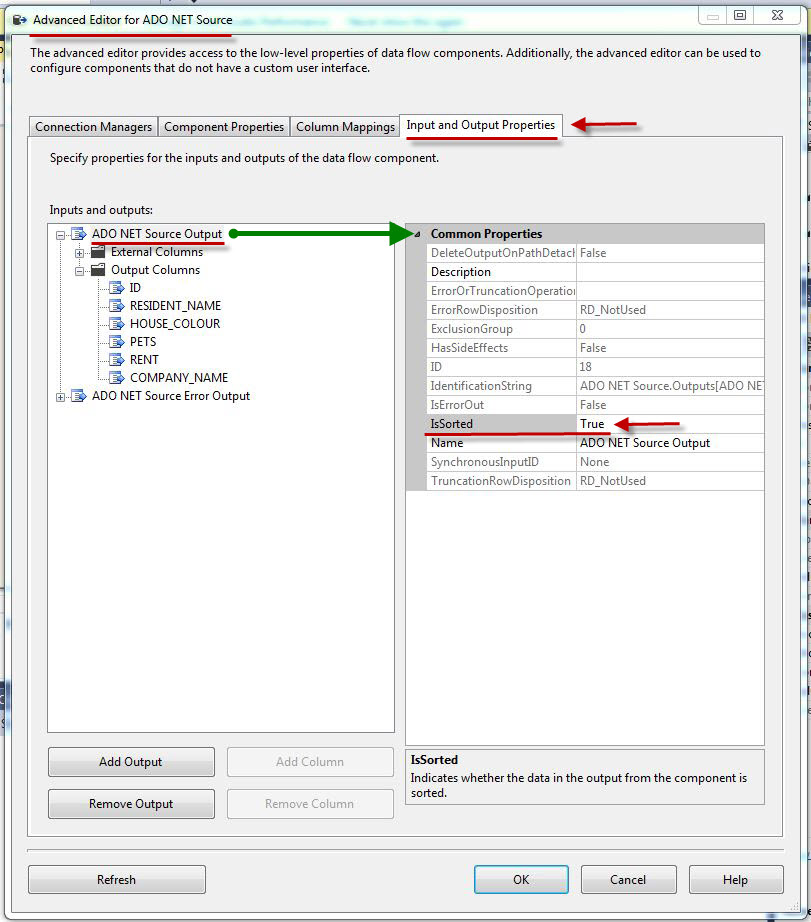 Advanced Editor for ADO NET Source
The advanced editor provides access to the low-level properties of data flow components. Additionally, the advanced editor can be used to
configure components that do not have a custom user interface.
Connection Managers
Component Properties
Column Mappings
Input and Output Properties
Specify properties for the inputs and outputs of the data flow component.
Inputs and outputs:
ADO NET Source Output
External Columns
Output Columns
ID
RESIDENT_NAME
HOUSE_COLOUR
PETS
RENT
COMPANY_NAME
ADO NET Source Error Output
Common Properties
DeleteOutputOnPathDetach False
Description
ErrorOrTruncationOperation
ErrorRowDisposition RD_NotUsed
ExclusionGroup 0
HasSideEffects False
ID 18
IdentificationString ADO NET Source.Outputs[ADO NET
IsErrorOut False
IsSorted True
Name ADO NET Source Output
SynchronousInputID None
TruncationRowDisposition RD_NotUsed
Add Output
Add Column
Remove Output
Remove Column
IsSorted
Indicates whether the data in the output from the component is
sorted.
Refresh
OK
Cancel
Help